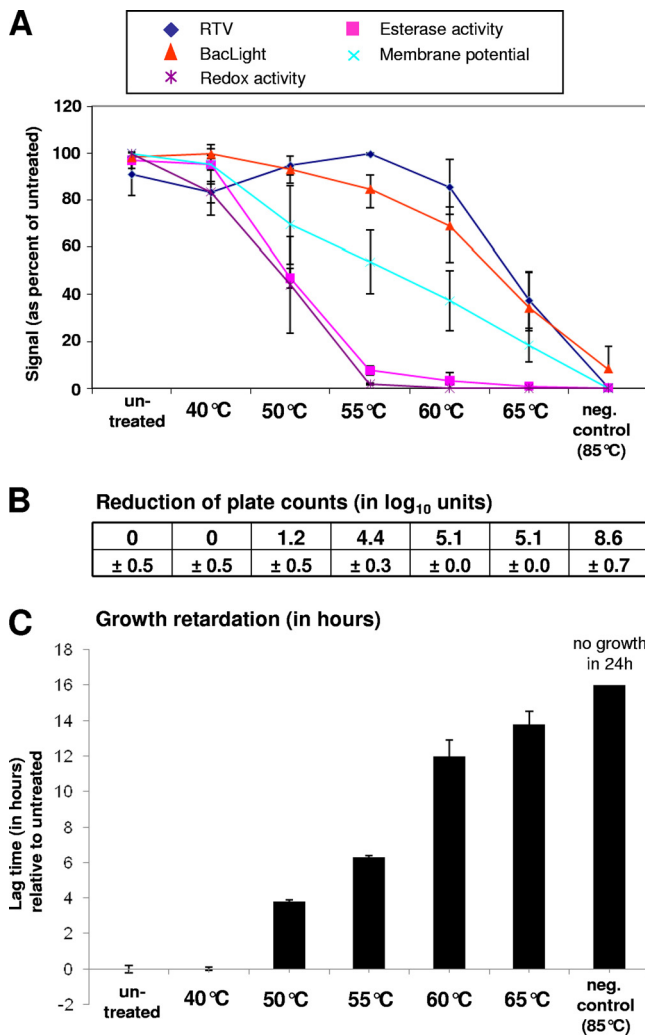 A
RTV
Esterase activity
BacLight
Membrane potential
Redox activity
Signal (as percent of untreated)
120
100
80
60
40
20
0
un-
treated
40°C
50°C
55°C
60°C
65°C
neg.
control
(85°C)
B
Reduction of plate counts (in log10 units)
0 0 1.2 4.4 5.1 5.1 8.6
± 0.5 ± 0.5 ± 0.5 ± 0.3 ± 0.0 ± 0.0 ± 0.7
C
Growth retardation (in hours)
no growth
in 24h
Lag time (in hours)
relative to untreated
18
16
14
12
10
8
6
4
2
0
-2
un-
treated
40°C
50°C
55°C
60°C
65°C
neg.
control
(85°C)